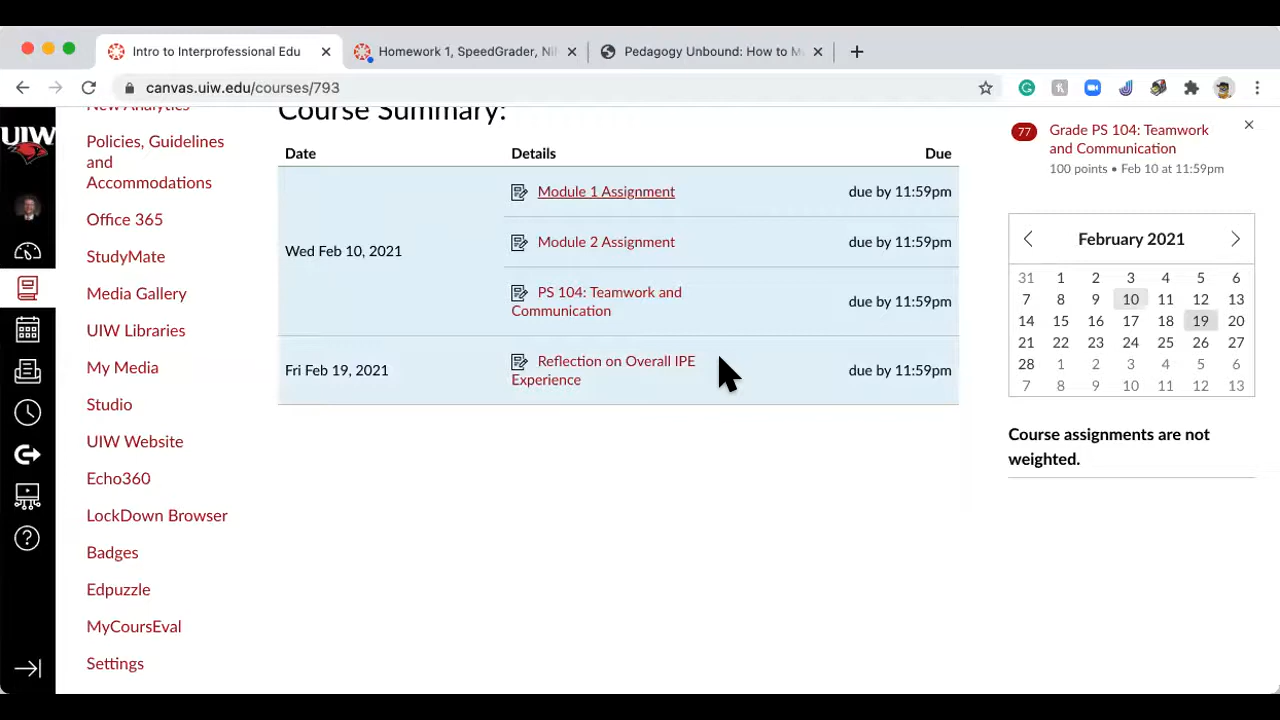 Intro to Interprofessional Edu
Homework 1, SpeedGrader, Ni
Pedagogy Unbound: How to M
canvas.uiw.edu/courses/793
UIW
New Analytics
Policies, Guidelines
and
Accommodations
Office 365
StudyMate
Media Gallery
UIW Libraries
My Media
Studio
UIW Website
Echo360
LockDown Browser
Badges
Edpuzzle
MyCoursEval
Settings
Course Summary:
Date Details Due
Wed Feb 10, 2021
Module 1 Assignment due by 11:59pm
Module 2 Assignment due by 11:59pm
PS 104: Teamwork and
Communication due by 11:59pm
Fri Feb 19, 2021
Reflection on Overall IPE
Experience due by 11:59pm
77 Grade PS 104: Teamwork
and Communication
100 points • Feb 10 at 11:59pm
February 2021
31 1 2 3 4 5 6
7 8 9 10 11 12 13
14 15 16 17 18 19 20
21 22 23 24 25 26 27
28 1 2 3 4 5 6
7 8 9 10 11 12 13
Course assignments are not
weighted.